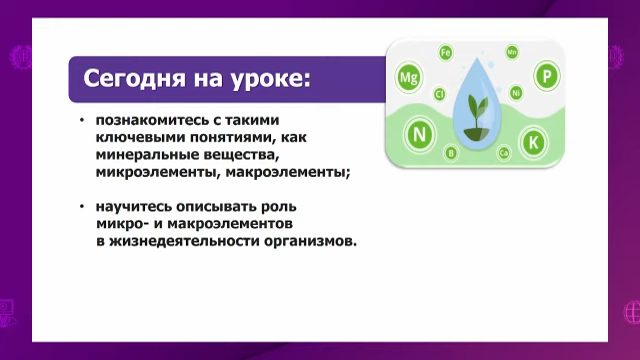 Сегодня на уроке:
• познакомитесь с такими
ключевыми понятиями, как
минеральные вещества,
микроэлементы, макроэлементы;
• научитесь описывать роль
микро- и макроэлементов
в жизнедеятельности организмов.
Fe
Mn
Mg
P
Cl
Ni
N
K
B
Ca